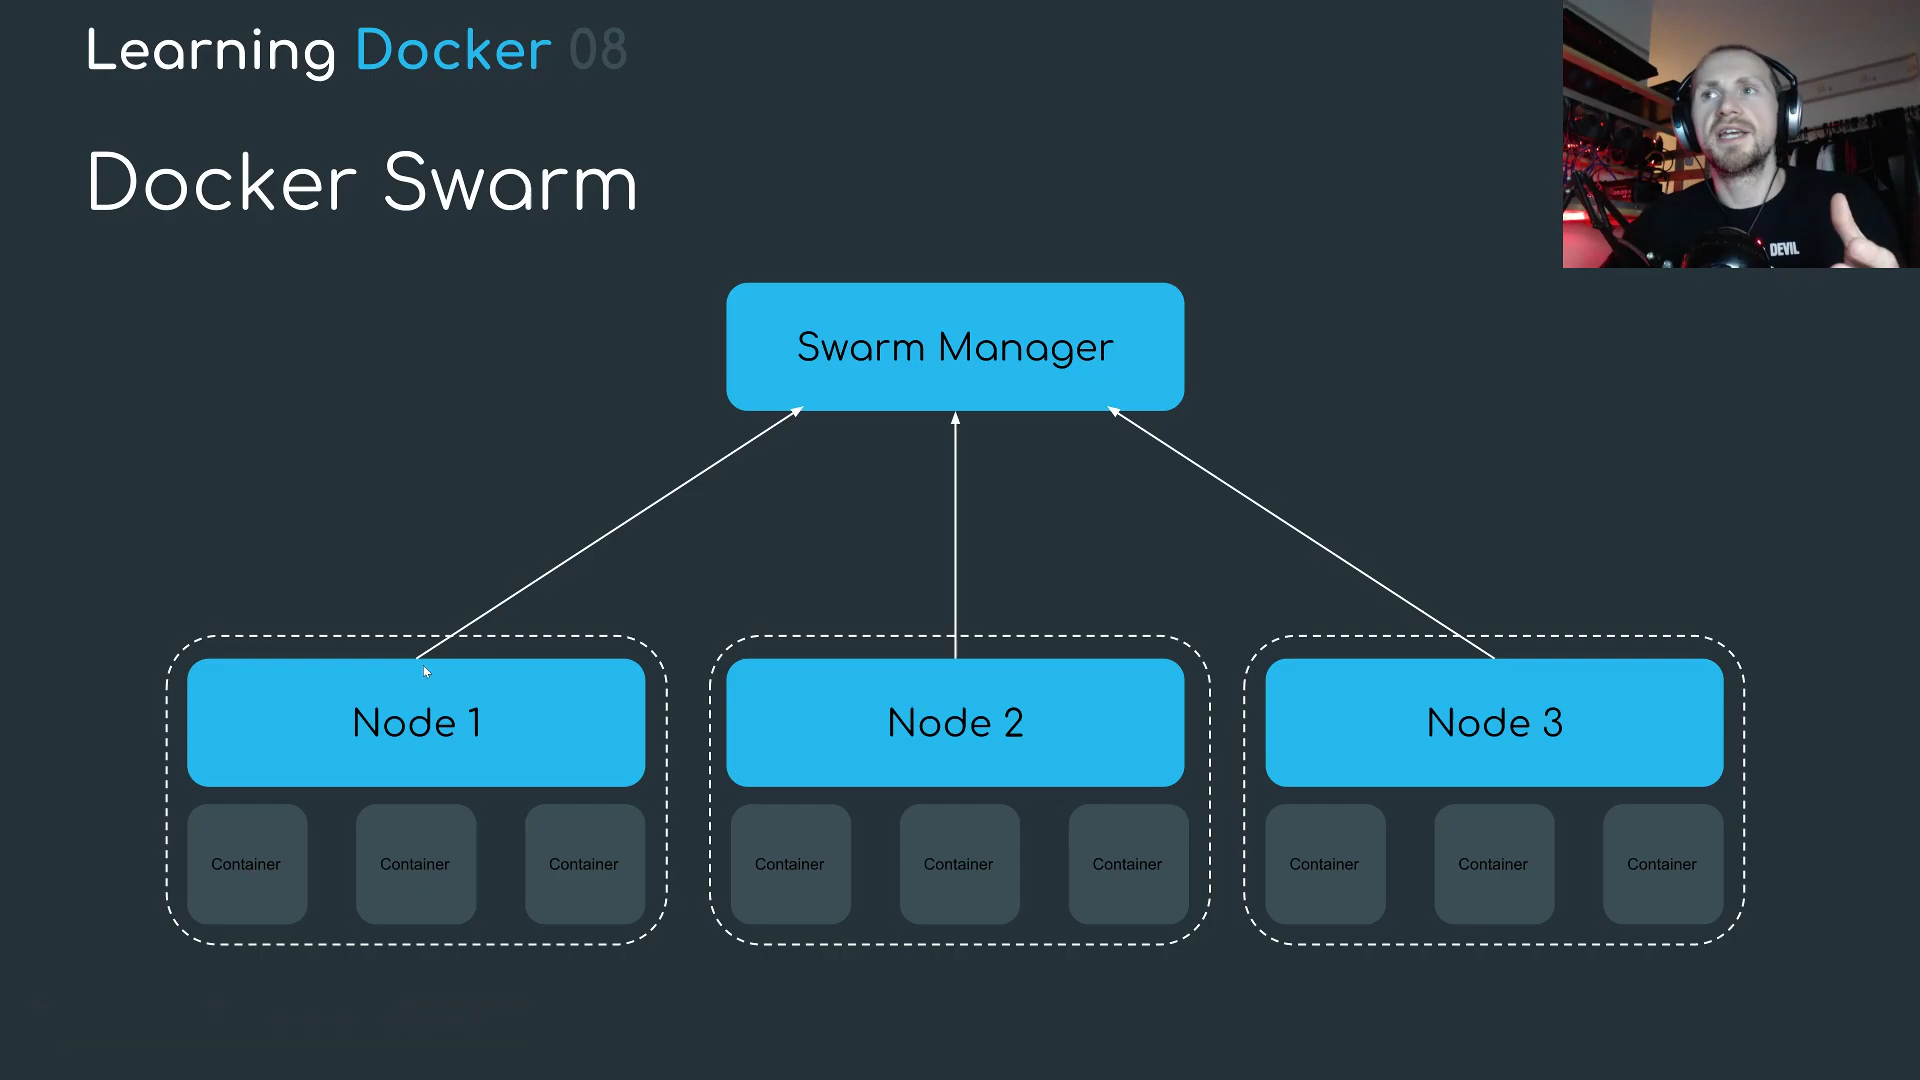 Learning Docker 08
Docker Swarm
DEVIL
Swarm Manager
Node 1
Node 2
Node 3
Container
Container
Container
Container
Container
Container
Container
Container
Container